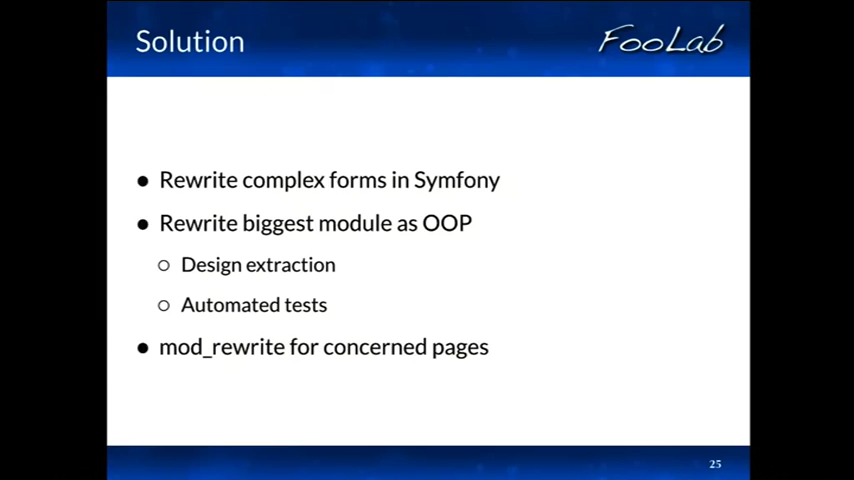 Solution
FooLab
● Rewrite complex forms in Symfony
● Rewrite biggest module as OOP
○ Design extraction
○ Automated tests
● mod_rewrite for concerned pages
25